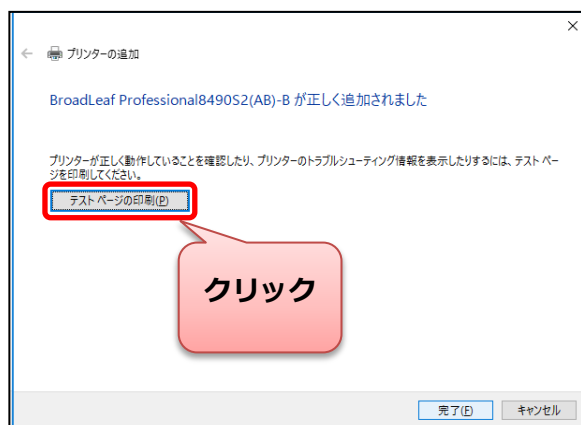 プリンターの追加
BroadLeaf Professional8490S2(AB)-B が正しく追加されました
プリンターが正しく動作していることを確認したり、プリンターのトラブルシューティング情報を表示したりするには、テスト ペー
ジを印刷してください。
テスト ページの印刷(P)
クリック
完了(F) キャンセル